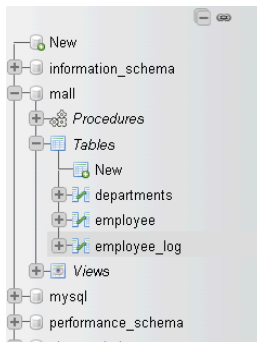 New
information_schema
mall
Procedures
Tables
New
departments
employee
employee_log
Views
mysql
performance_schema